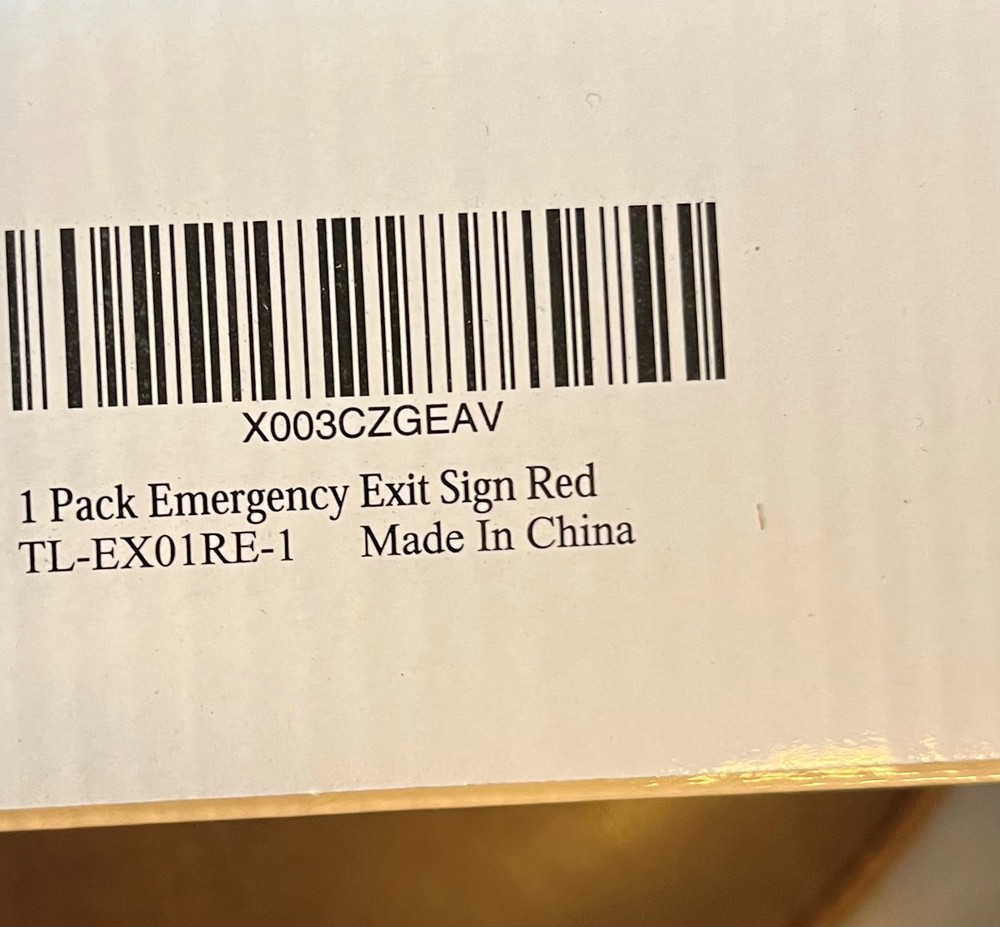 X003CZGEAV
1 Pack Emergency Exit Sign Red
TL-EX01RE-1 Made In China